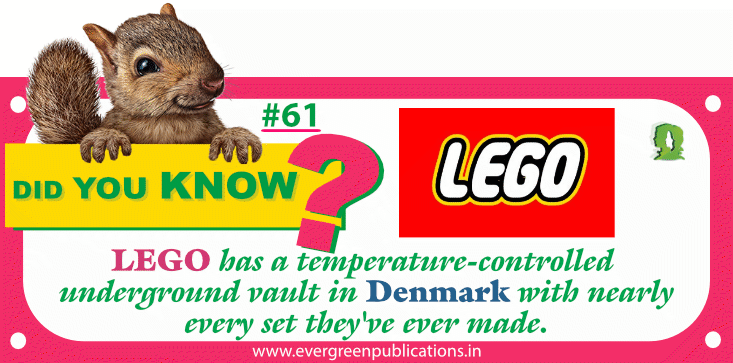 #61
DID YOU KNOW ?
LEGO
LEGO has a temperature-controlled
underground vault in Denmark with nearly
every set they've ever made.
www.evergreenpublications.in